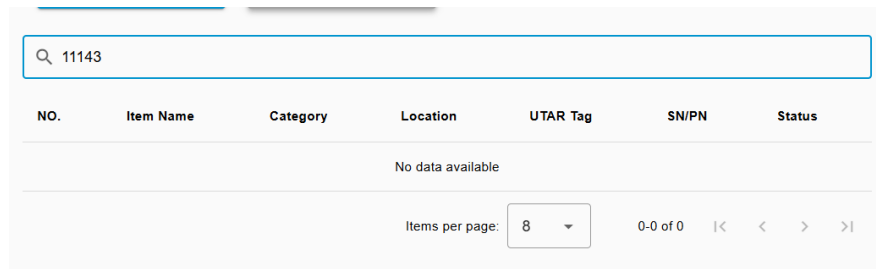 11143
NO. Item Name Category Location UTAR Tag SN/PN Status
No data available
Items per page: 8 0-0 of 0